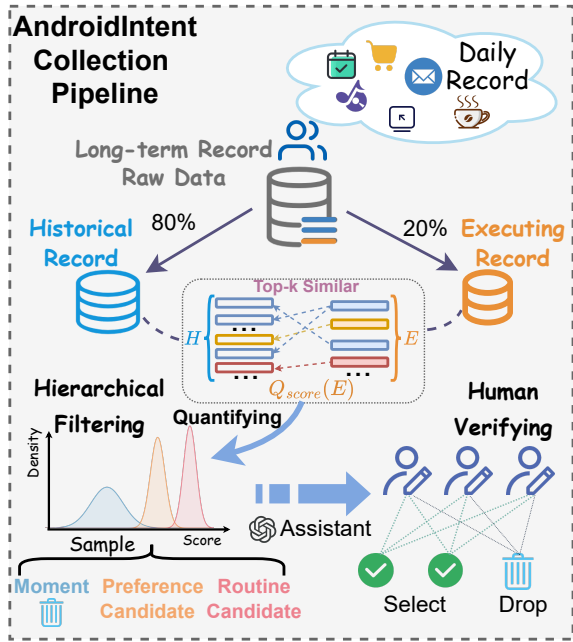 AndroidIntent
Collection
Pipeline
Daily
Record
Long-term Record
Raw Data
80%
20%
Historical
Record
Executing
Record
Top-k Similar
H
E
...
...
...
...
Q_score(E)
Hierarchical
Filtering
Quantifying
Human
Verifying
Density
Sample
Score
Assistant
Moment
Preference
Candidate
Routine
Candidate
Select
Drop